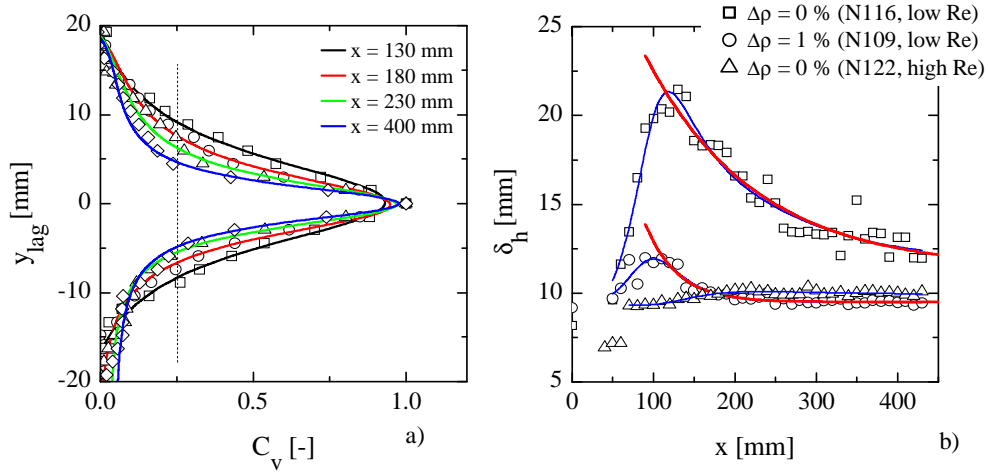 20
10
0
-10
-20
y_lag [mm]
0.0
0.5
1.0
C_v [-]
a)
x = 130 mm
x = 180 mm
x = 230 mm
x = 400 mm
Δρ = 0 % (N116, low Re)
Δρ = 1 % (N109, low Re)
Δρ = 0 % (N122, high Re)
25
20
15
10
5
δ_h [mm]
0
100
200
300
400
x [mm]
b)